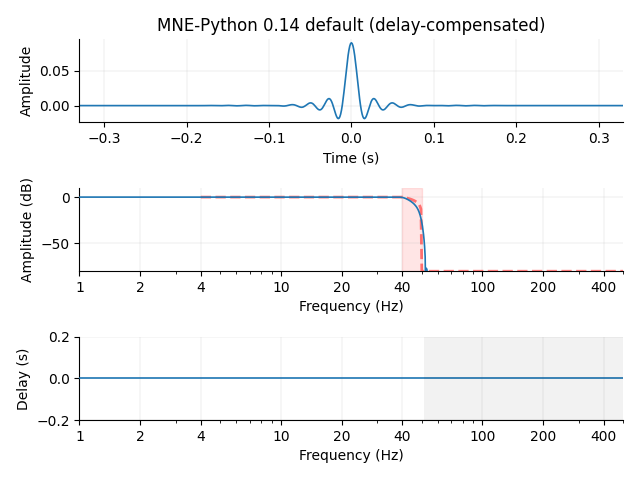 MNE-Python 0.14 default (delay-compensated)
Amplitude
0.05
0.00
−0.3 −0.2 −0.1 0.0 0.1 0.2 0.3
Time (s)
Amplitude (dB)
0
−50
1 2 4 10 20 40 100 200 400
Frequency (Hz)
Delay (s)
0.2
0.0
−0.2
1 2 4 10 20 40 100 200 400
Frequency (Hz)